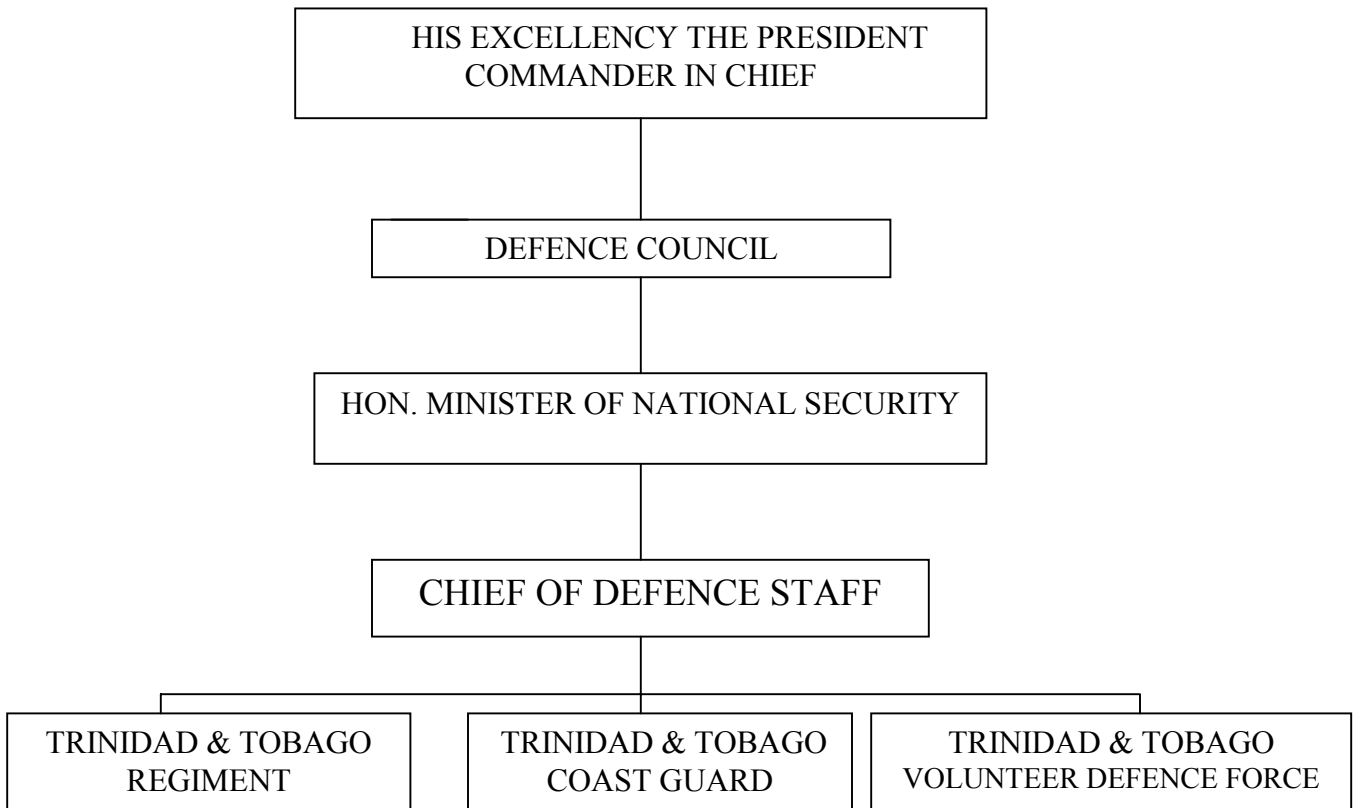 HIS EXCELLENCY THE PRESIDENT
COMMANDER IN CHIEF
DEFENCE COUNCIL
HON. MINISTER OF NATIONAL SECURITY
CHIEF OF DEFENCE STAFF
TRINIDAD & TOBAGO
REGIMENT
TRINIDAD & TOBAGO
COAST GUARD
TRINIDAD & TOBAGO
VOLUNTEER DEFENCE FORCE